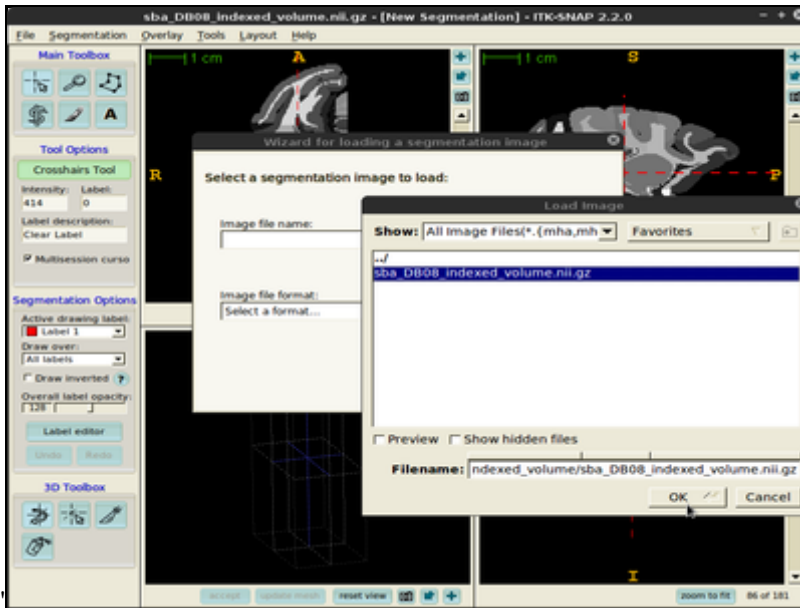 sba_DB08_indexed_volume.nii.gz - [New Segmentation] - ITK-SNAP 2.2.0
File Segmentation Overlay Tools Layout Help
Main Toolbox
A
Tool Options
Crosshairs Tool
Intensity: Label:
414 0
Label description:
Clear Label
Multisession curso
Segmentation Options
Active drawing label:
Label 1
Draw over:
All labels
Draw inverted ?
Overall label opacity:
128
Label editor
Undo Redo
3D Toolbox
1 cm A
R
1 cm S
P
Wizard for loading a segmentation image
Select a segmentation image to load:
Image file name:
Image file format:
Select a format...
Load Image
Show: All Image Files(*.{mha,mh Favorites
../
sba_DB08_indexed_volume.nii.gz
Preview Show hidden files
Filename: ndexed_volume/sba_DB08_indexed_volume.nii.gz
OK Cancel
I
accept update mesh reset view
zoom to fit 86 of 181